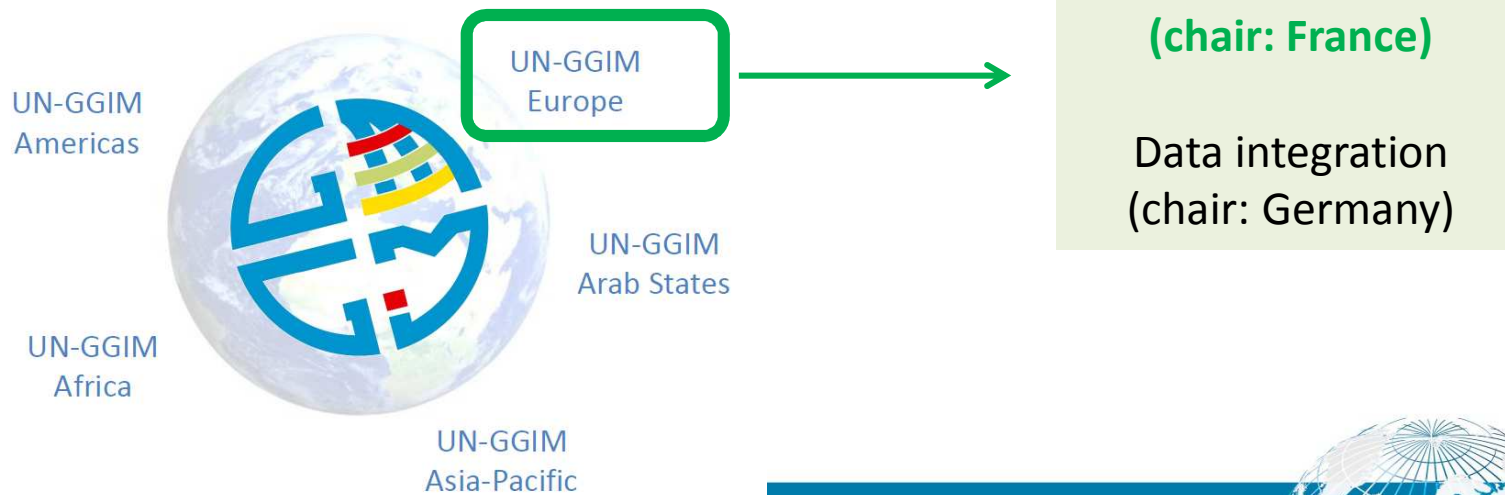 UN-GGIM
Europe
UN-GGIM
Americas
UN-GGIM
Arab States
UN-GGIM
Africa
UN-GGIM
Asia-Pacific
(chair: France)
Data integration
(chair: Germany)